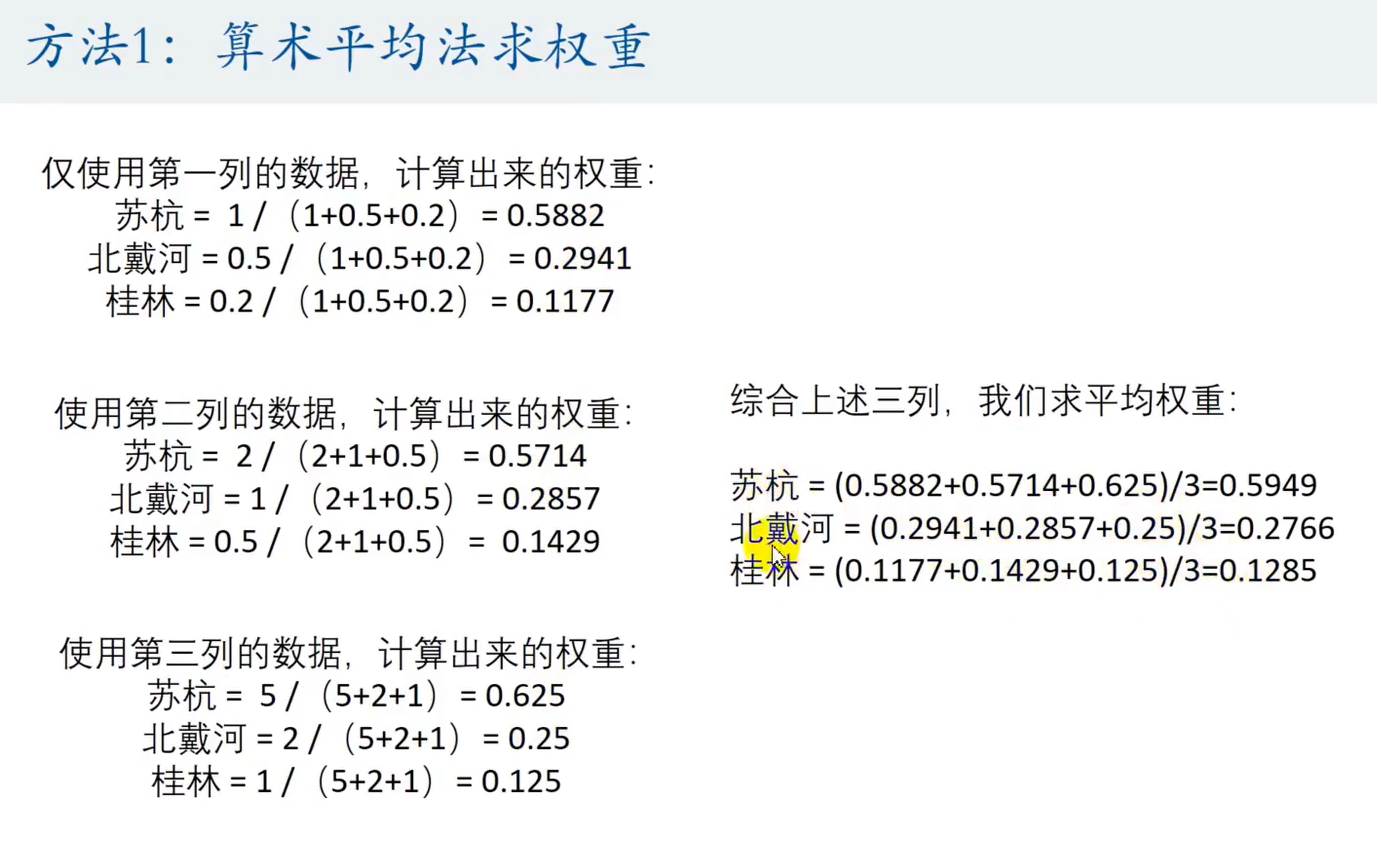 方法1：算术平均法求权重
仅使用第一列的数据，计算出来的权重：
苏杭 = 1 /（1+0.5+0.2）= 0.5882
北戴河 = 0.5 /（1+0.5+0.2）= 0.2941
桂林 = 0.2 /（1+0.5+0.2）= 0.1177
使用第二列的数据，计算出来的权重：
苏杭 = 2 /（2+1+0.5）= 0.5714
北戴河 = 1 /（2+1+0.5）= 0.2857
桂林 = 0.5 /（2+1+0.5）= 0.1429
使用第三列的数据，计算出来的权重：
苏杭 = 5 /（5+2+1）= 0.625
北戴河 = 2 /（5+2+1）= 0.25
桂林 = 1 /（5+2+1）= 0.125
综合上述三列，我们求平均权重：
苏杭 = (0.5882+0.5714+0.625)/3=0.5949
北戴河 = (0.2941+0.2857+0.25)/3=0.2766
桂林 = (0.1177+0.1429+0.125)/3=0.1285